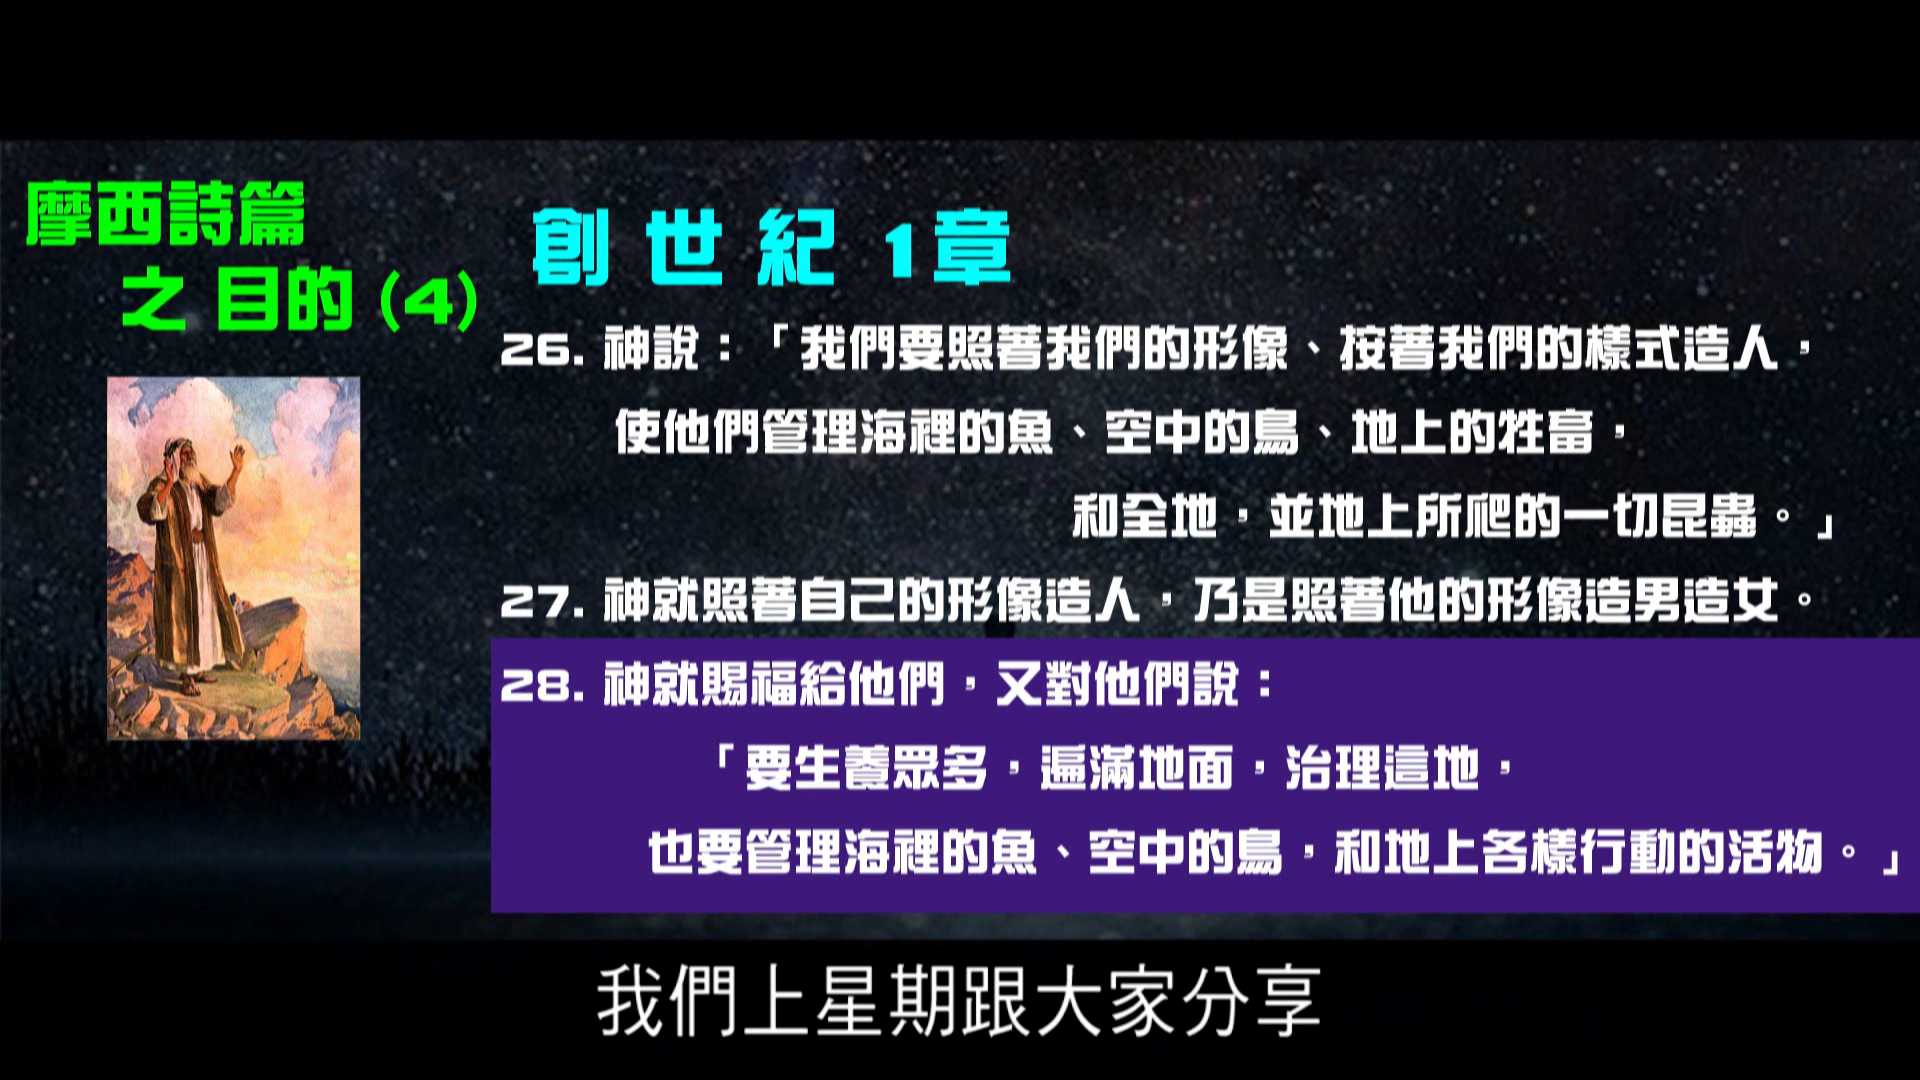 摩西詩篇
之 目的 (4)
創 世 紀 1章
26. 神說：「我們要照著我們的形像、按著我們的樣式造人，
使他們管理海裡的魚、空中的鳥、地上的牲畜，
和全地，並地上所爬的一切昆蟲。」
27. 神就照著自己的形像造人，乃是照著他的形像造男造女。
28. 神就賜福給他們，又對他們說：
「要生養眾多，遍滿地面，治理這地，
也要管理海裡的魚、空中的鳥，和地上各樣行動的活物。」
我們上星期跟大家分享